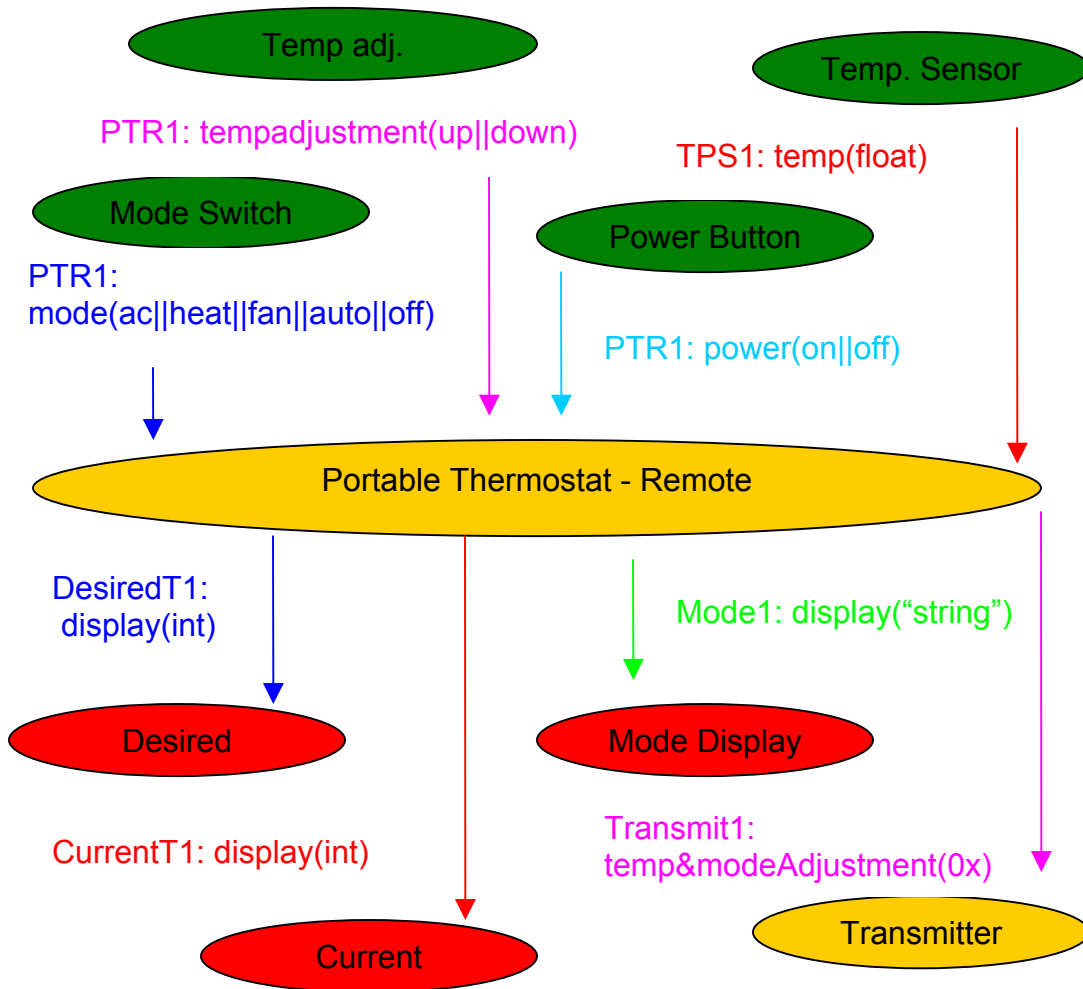 Temp adj.
Temp. Sensor
PTR1: tempadjustment(up||down)
TPS1: temp(float)
Mode Switch
Power Button
PTR1:
mode(ac||heat||fan||auto||off)
PTR1: power(on||off)
Portable Thermostat - Remote
DesiredT1:
display(int)
Mode1: display(“string”)
Desired
Mode Display
CurrentT1: display(int)
Transmit1:
temp&modeAdjustment(0x)
Transmitter
Current